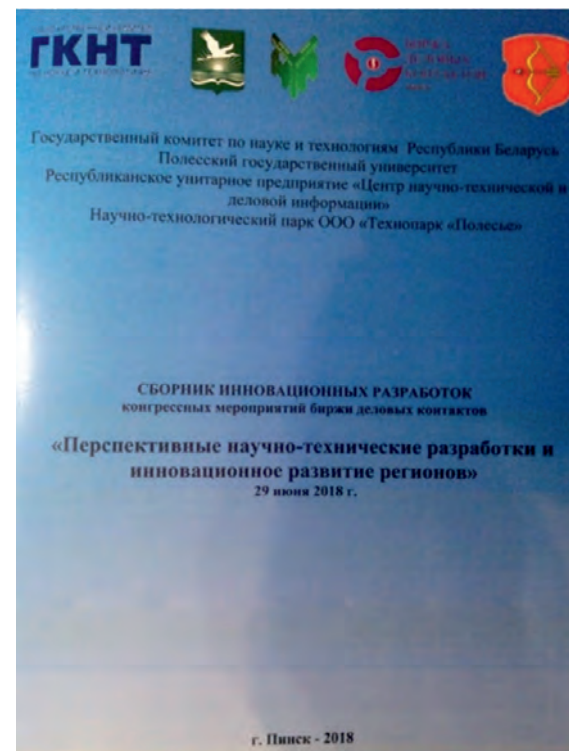 ГКНТ
Государственный комитет по науке и технологиям Республики Беларусь
Полесский государственный университет
Республиканское унитарное предприятие «Центр научно-технической и
деловой информации»
Научно-технологический парк ООО «Технопарк «Полесье»
СБОРНИК ИННОВАЦИОННЫХ РАЗРАБОТОК
конгрессных мероприятий биржи деловых контактов
«Перспективные научно-технические разработки и
инновационное развитие регионов»
29 июня 2018 г.
г. Пинск - 2018